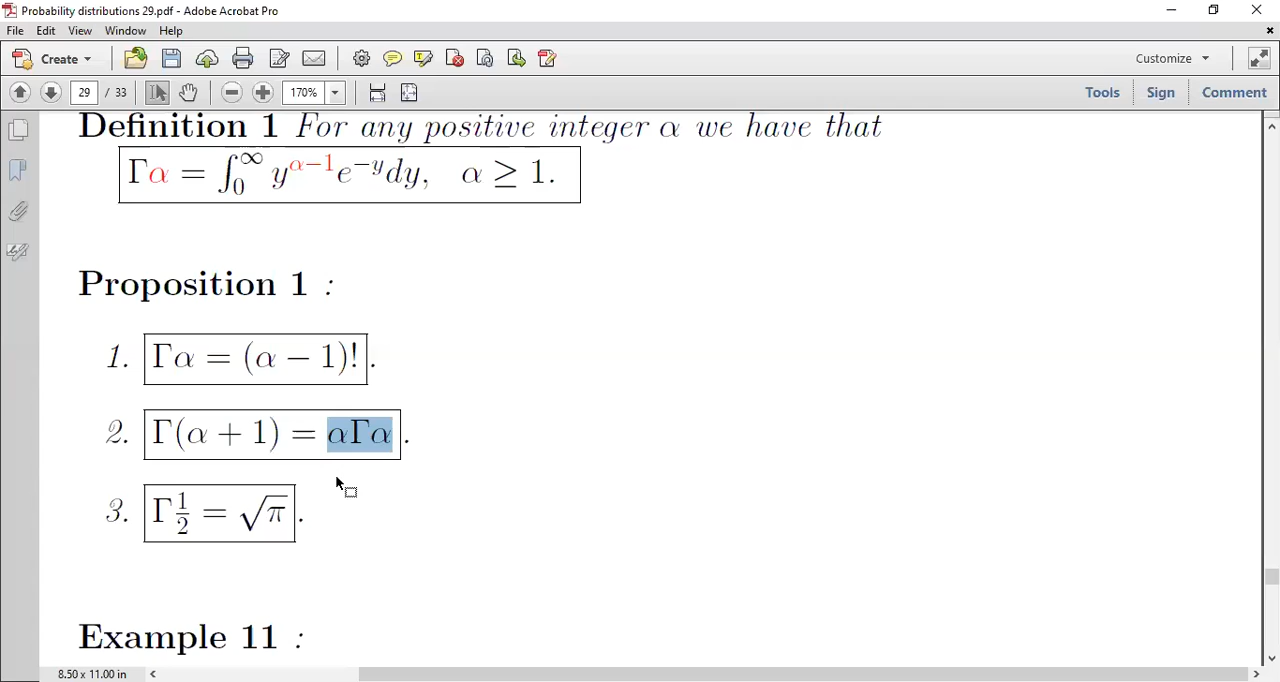 Probability distributions 29.pdf - Adobe Acrobat Pro
File Edit View Window Help
Create Customize
29 / 33 170% Tools Sign Comment
Definition 1 For any positive integer α we have that
Γα = ∫₀^∞ y^{α−1}e^{−y}dy, α ≥ 1.
Proposition 1 :
1. Γα = (α − 1)!.
2. Γ(α + 1) = αΓα.
3. Γ½ = √π.
Example 11 :
8.50 x 11.00 in